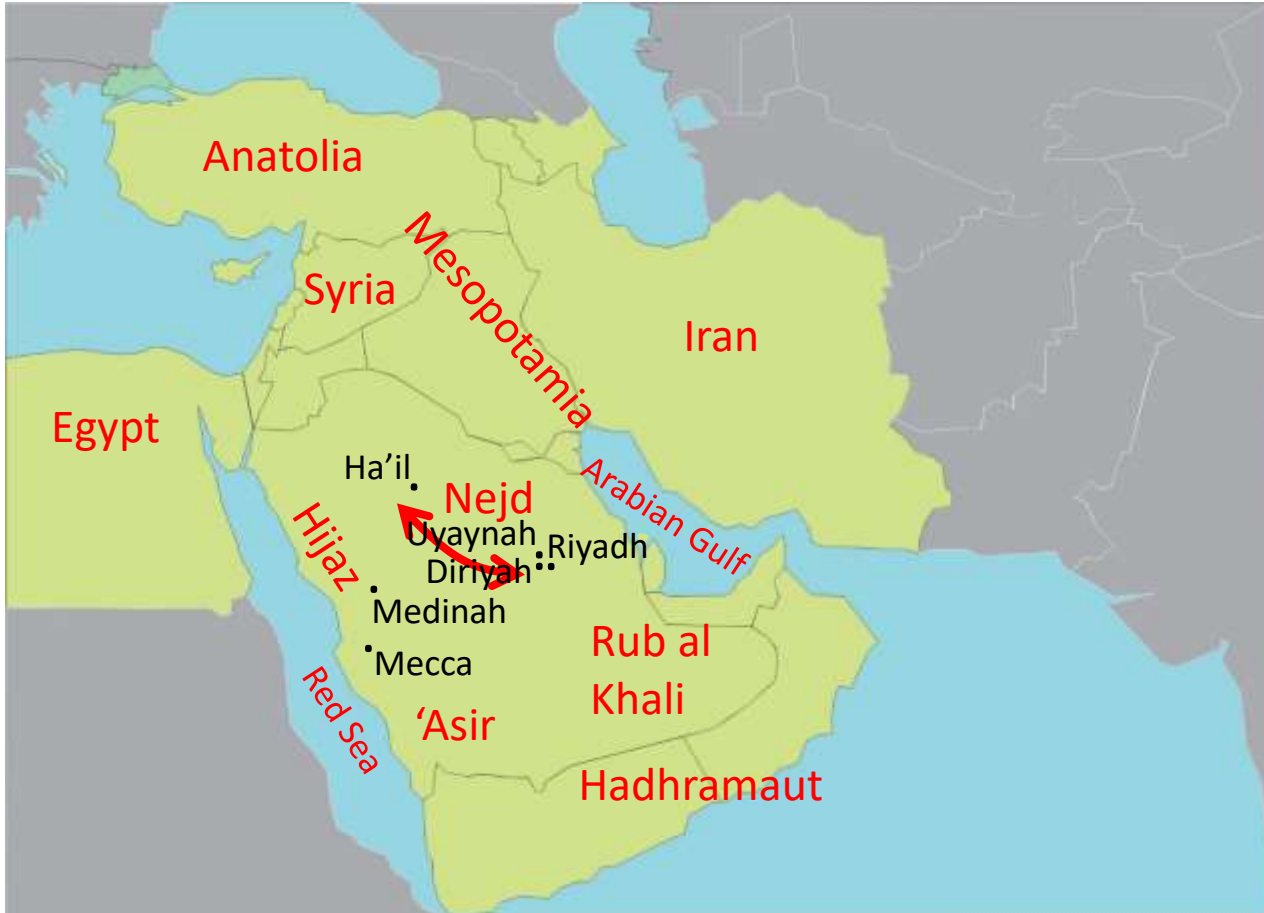 Anatolia
Mesopotamia
Syria
Iran
Egypt
Ha’il
Nejd
Arabian Gulf
Hijaz
Uyaynah
Riyadh
Diriyah
Medinah
Mecca
Rub al
Khali
Red Sea
‘Asir
Hadhramaut